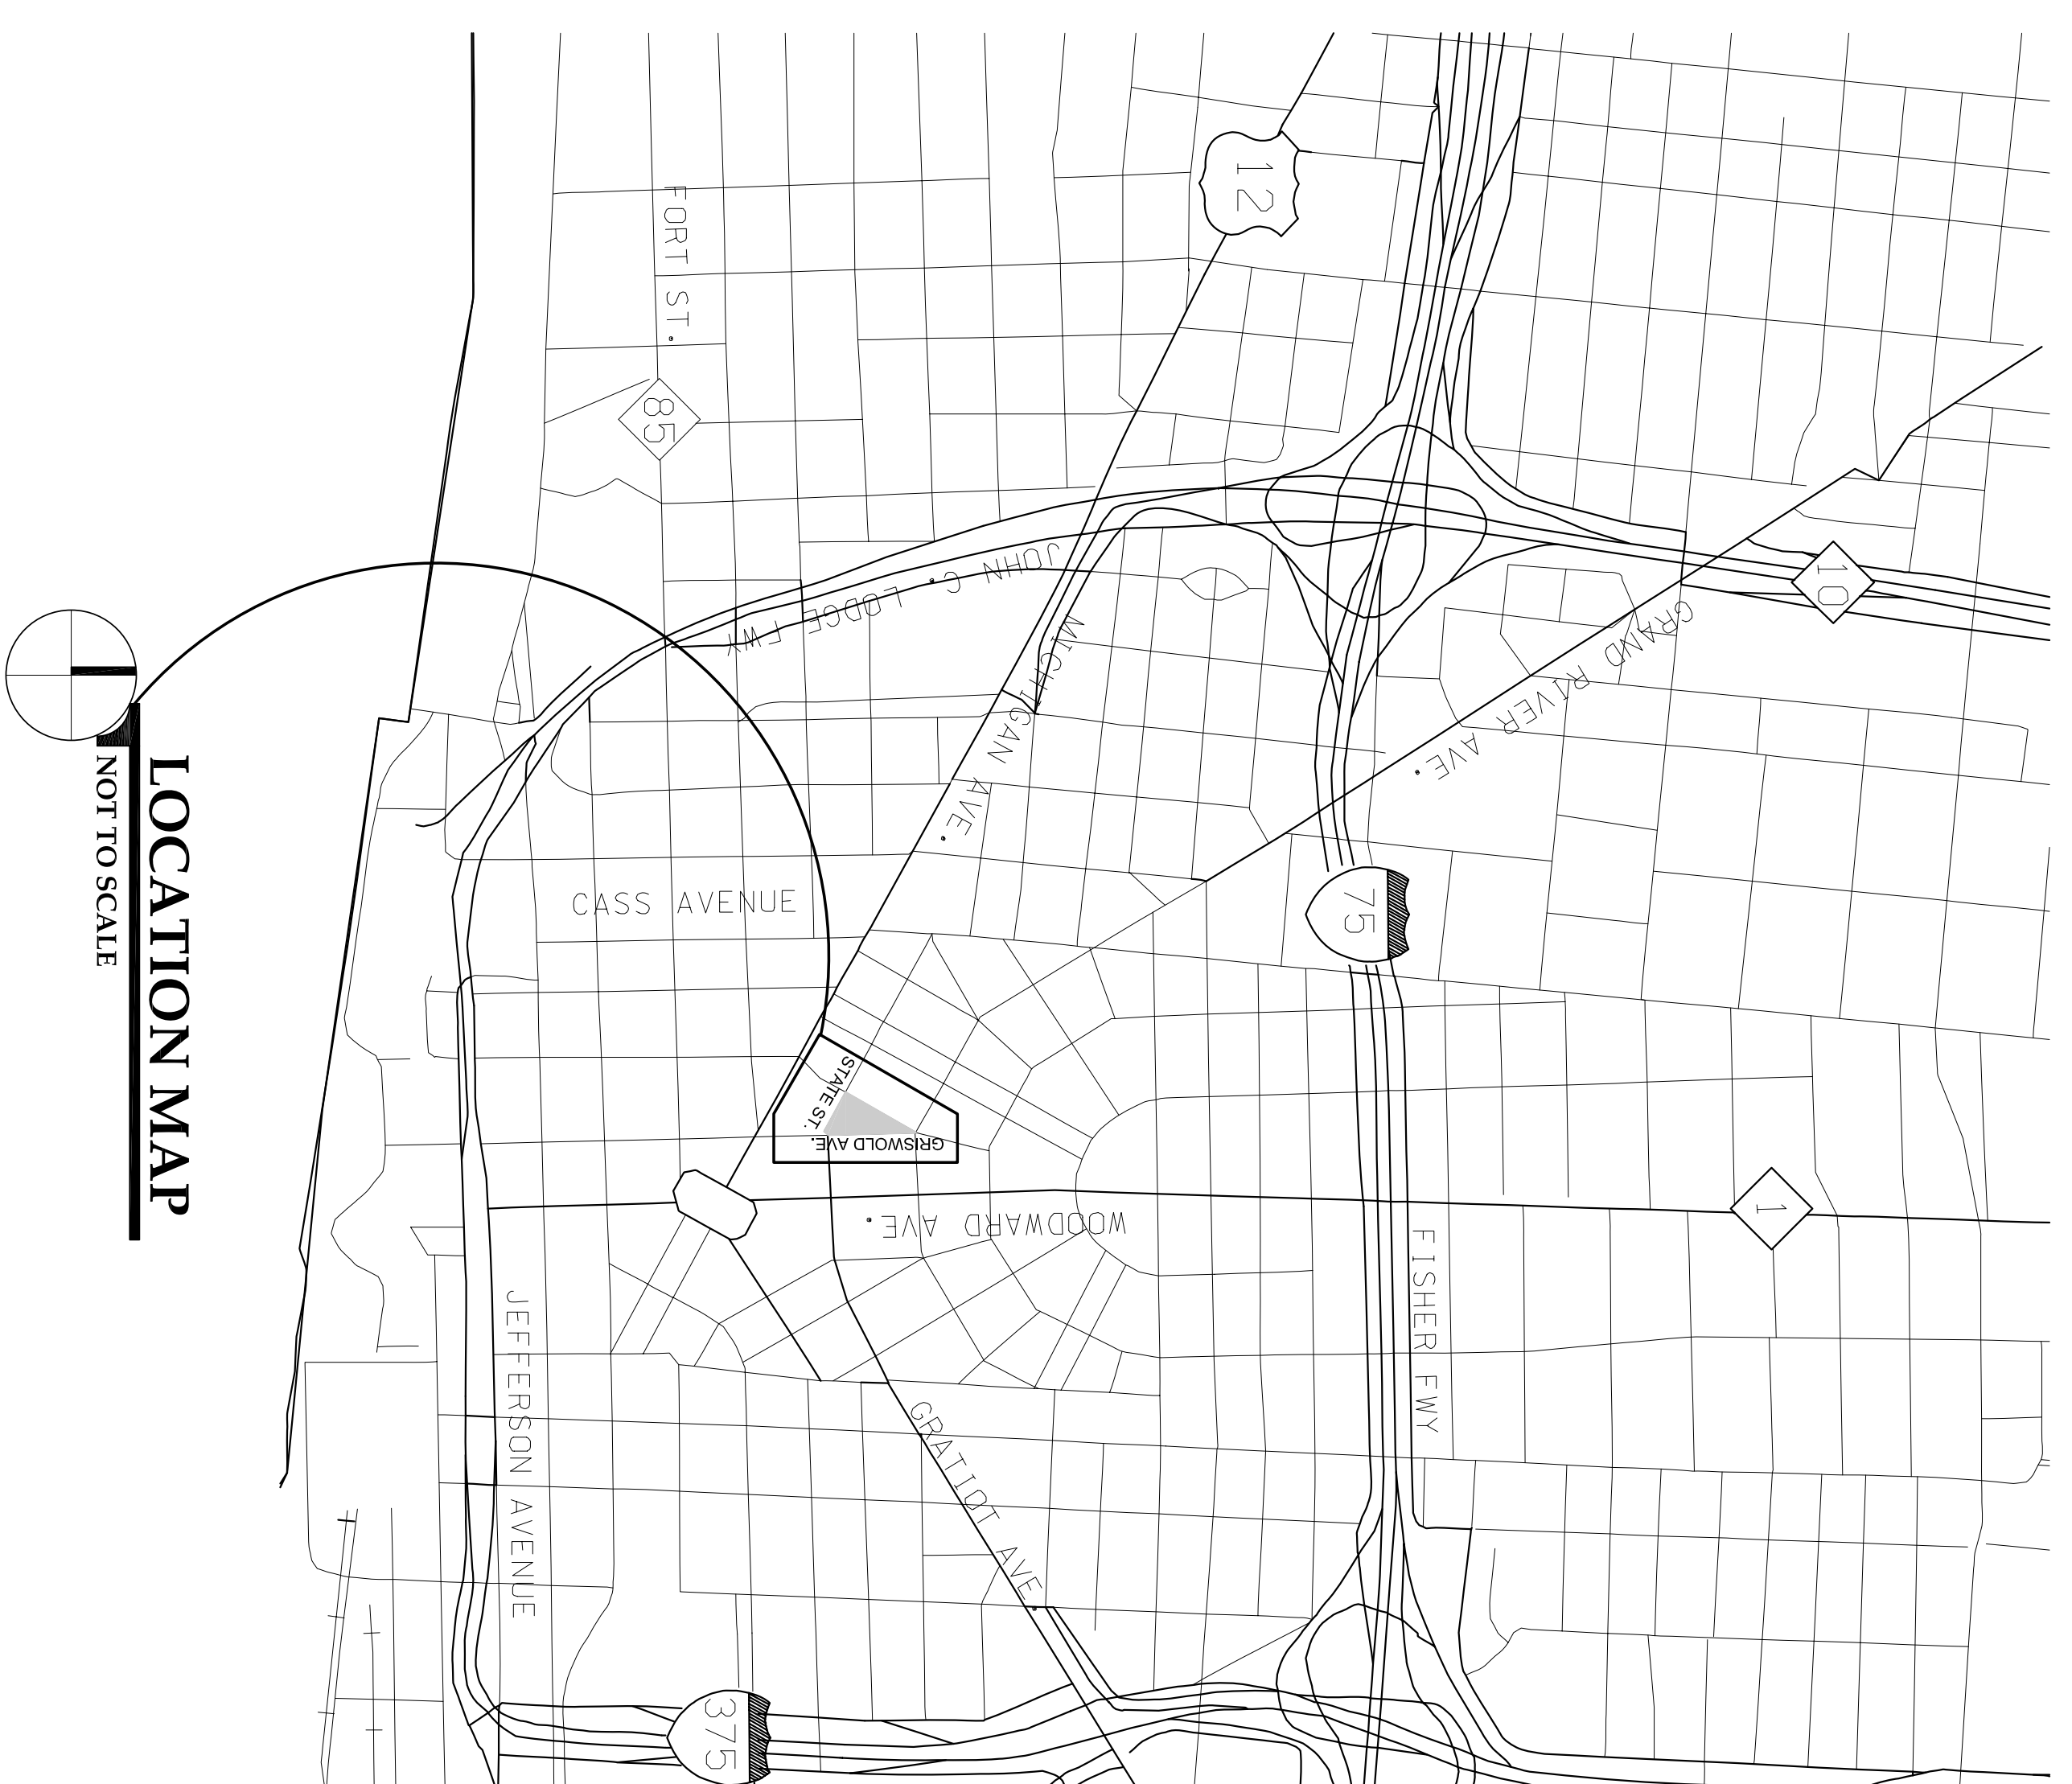 12
FORT ST.
85
JOHN C. LODGE FWY
10
GRAND RIVER AVE.
MICHIGAN AVE.
75
CASS AVENUE
STATE ST.
GRISWOLD AVE.
WOODWARD AVE.
1
FISHER FWY
JEFFERSON AVENUE
GRATIOT AVE.
375
LOCATION MAP
NOT TO SCALE